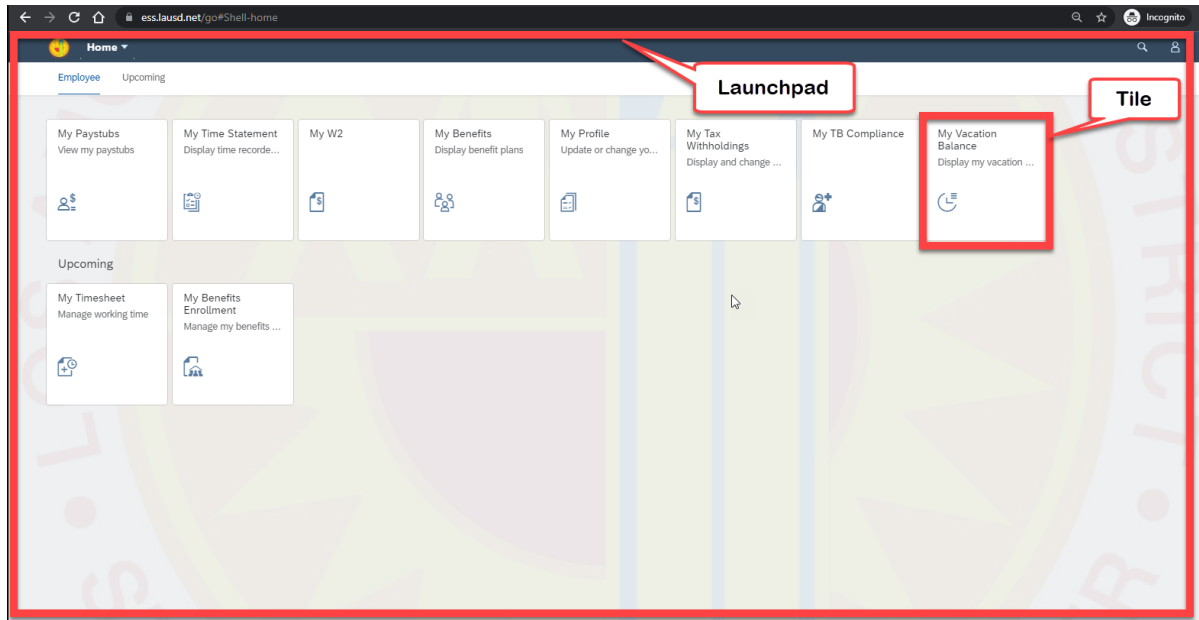 ess.lausd.net/go#Shell-home
Incognito
Home
Launchpad
Employee
Upcoming
Tile
My Paystubs
View my paystubs
My Time Statement
Display time recorde...
My W2
My Benefits
Display benefit plans
My Profile
Update or change yo...
My Tax
Withholdings
Display and change ...
My TB Compliance
My Vacation
Balance
Display my vacation ...
Upcoming
My Timesheet
Manage working time
My Benefits
Enrollment
Manage my benefits ...